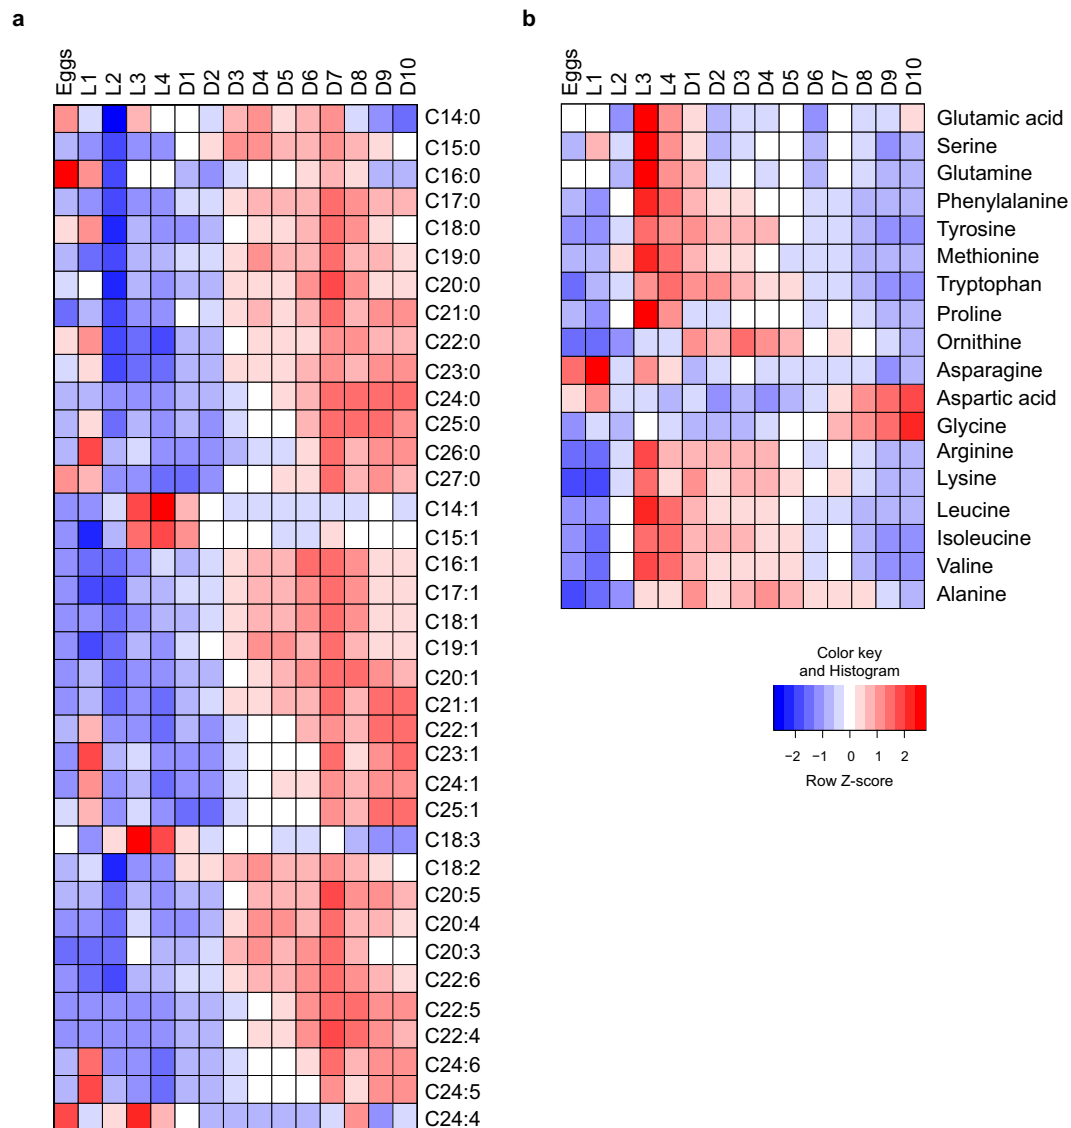 a
Eggs L1 L2 L3 L4 D1 D2 D3 D4 D5 D6 D7 D8 D9 D10
C14:0
C15:0
C16:0
C17:0
C18:0
C19:0
C20:0
C21:0
C22:0
C23:0
C24:0
C25:0
C26:0
C27:0
C14:1
C15:1
C16:1
C17:1
C18:1
C19:1
C20:1
C21:1
C22:1
C23:1
C24:1
C25:1
C18:3
C18:2
C20:5
C20:4
C20:3
C22:6
C22:5
C22:4
C24:6
C24:5
C24:4
b
Eggs L1 L2 L3 L4 D1 D2 D3 D4 D5 D6 D7 D8 D9 D10
Glutamic acid
Serine
Glutamine
Phenylalanine
Tyrosine
Methionine
Tryptophan
Proline
Ornithine
Asparagine
Aspartic acid
Glycine
Arginine
Lysine
Leucine
Isoleucine
Valine
Alanine
Color key
and Histogram
−2 −1 0 1 2
Row Z-score